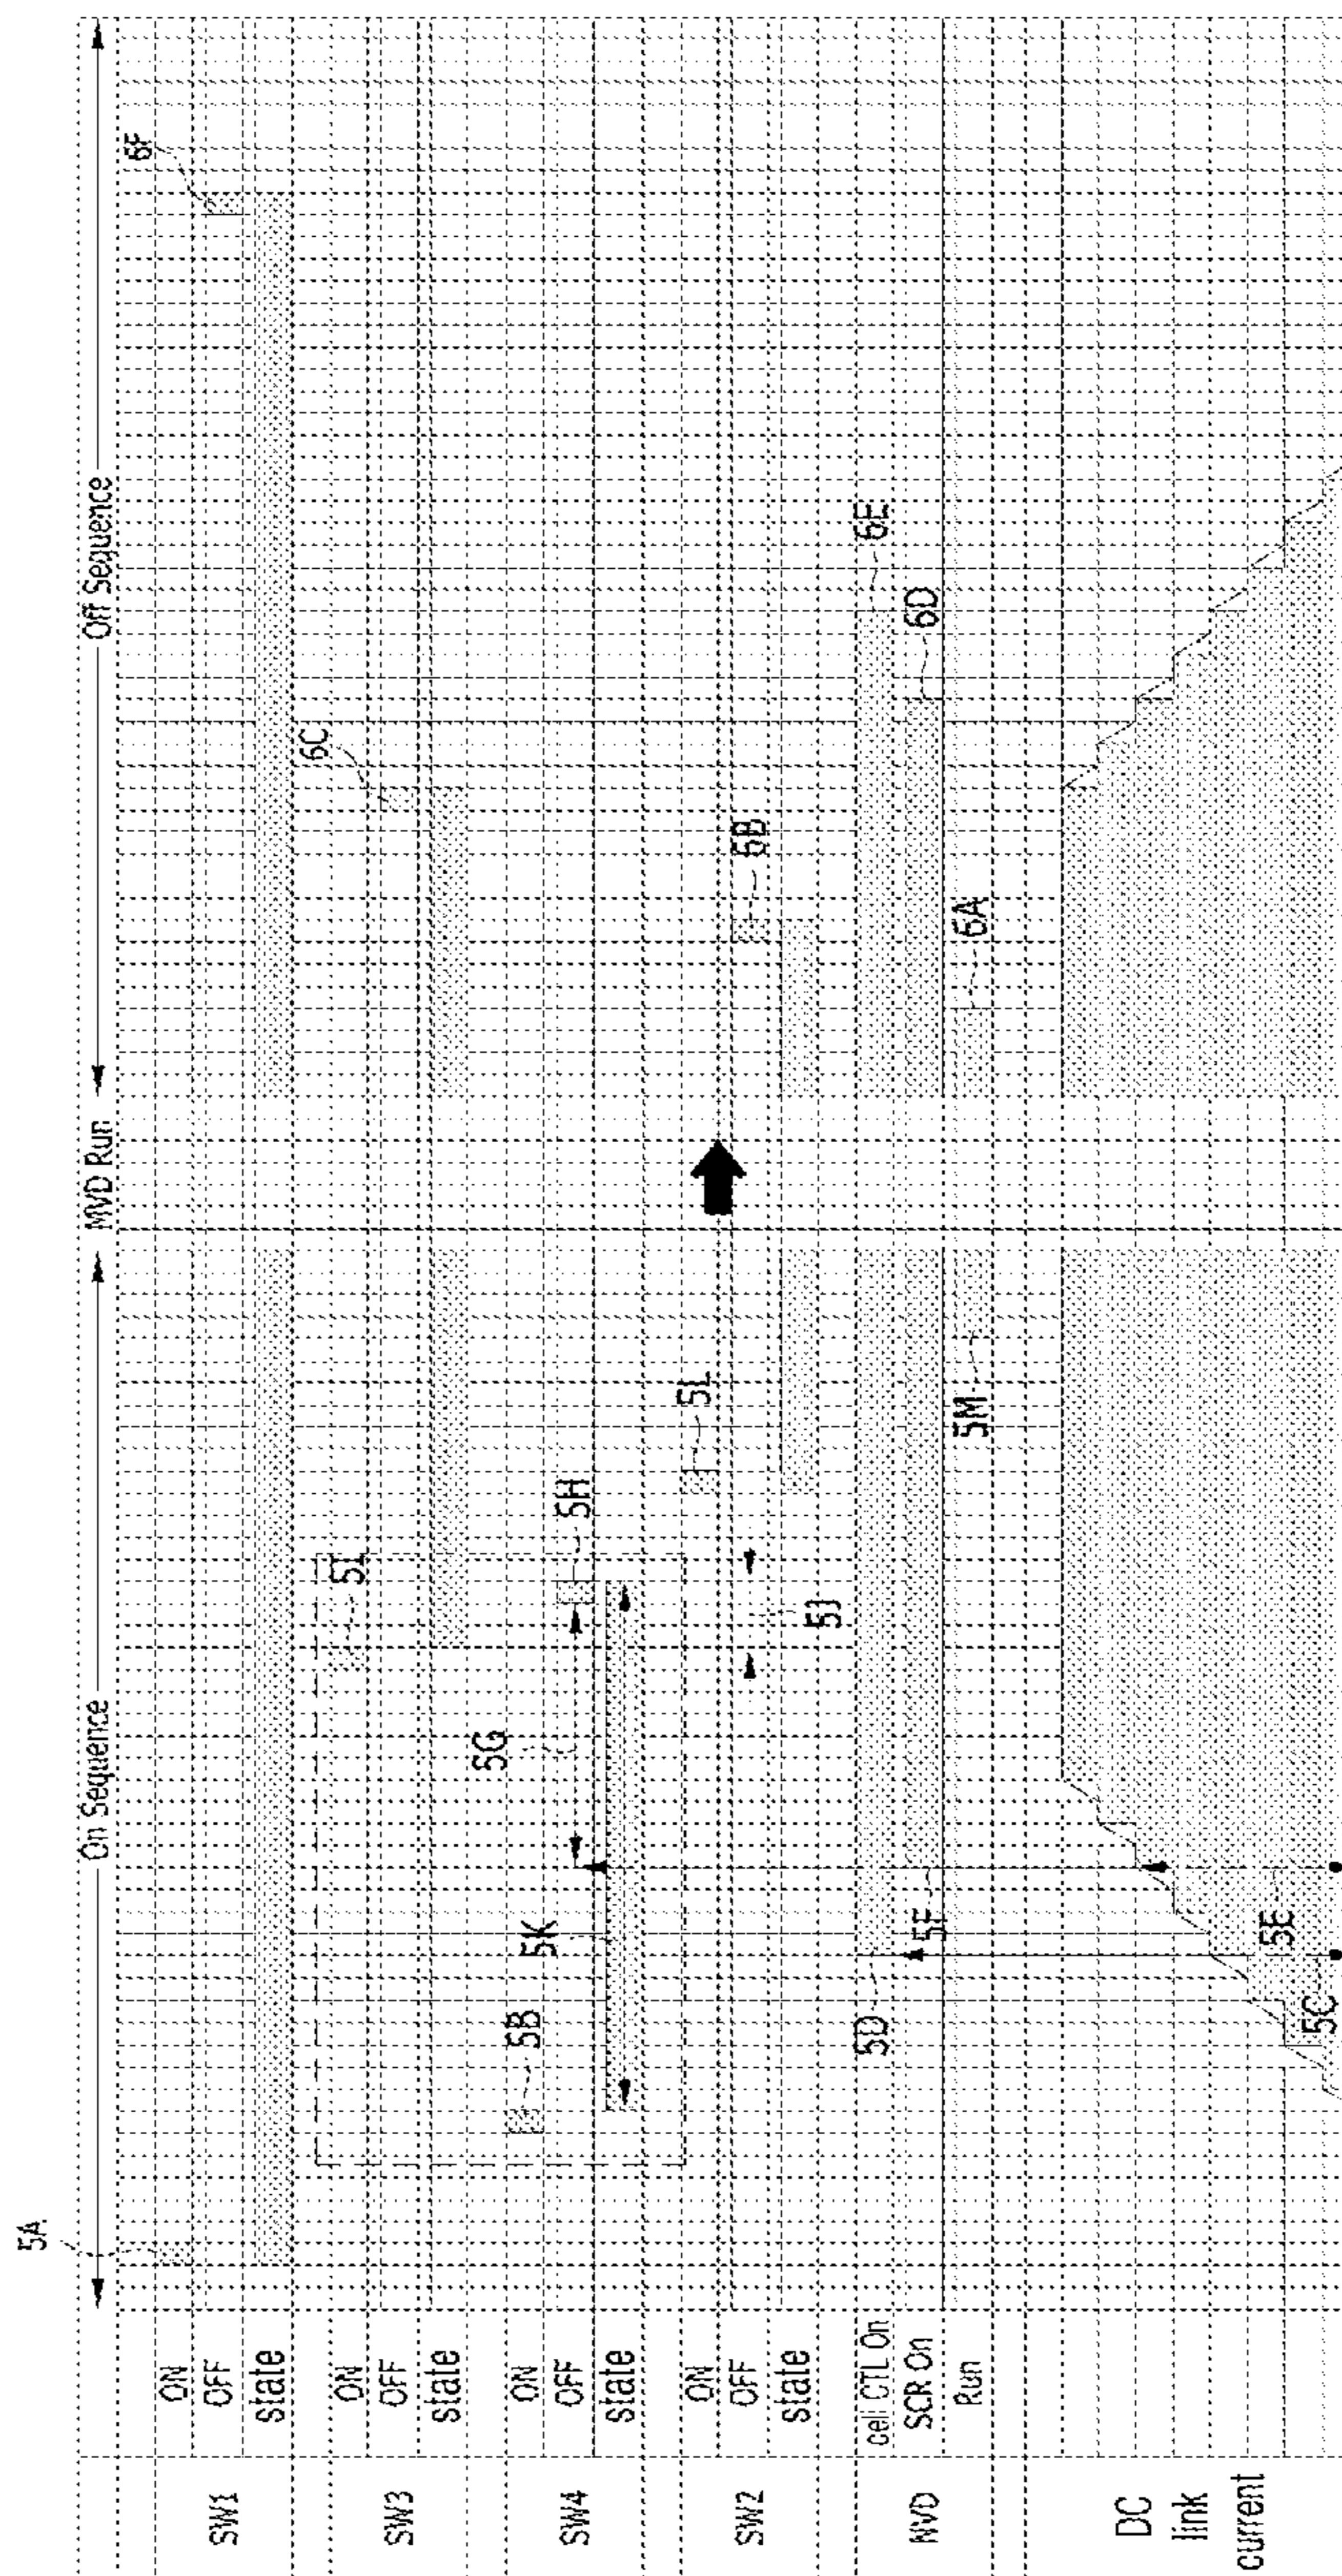 On Sequence
MVD Run
Off Sequence
5A
6F
SW1
ON
OFF
State
SW3
ON
OFF
State
5I
6C
SW4
ON
OFF
State
5B
5K
5G
5H
SW2
ON
OFF
State
5J
5L
6B
MVD
cell CTL On
SCR On
Run
5D
5F
5M
6A
6D
6E
DC
link
current
5C
5E